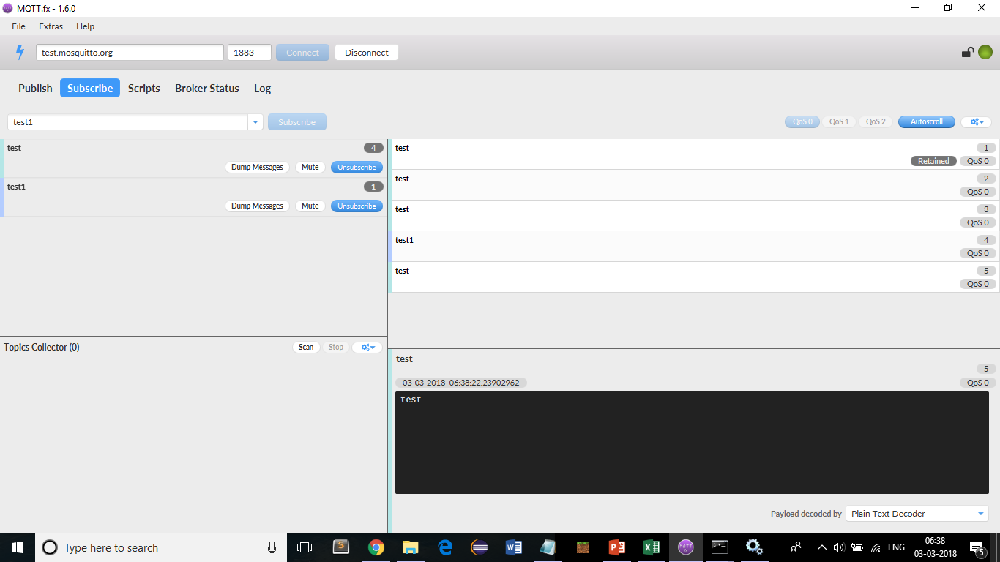 MQTT.fx - 1.6.0
File Extras Help
test.mosquitto.org 1883 Connect Disconnect
Publish Subscribe Scripts Broker Status Log
test1 Subscribe QoS 0 QoS 1 QoS 2 Autoscroll
test 4
Dump Messages Mute Unsubscribe
test1 1
Dump Messages Mute Unsubscribe
test 1
Retained QoS 0
test 2
QoS 0
test 3
QoS 0
test1 4
QoS 0
test 5
QoS 0
Topics Collector (0) Scan Stop
test
5
03-03-2018 06:38:22.23902962 QoS 0
test
Payload decoded by Plain Text Decoder
Type here to search
ENG
06:38
03-03-2018
5